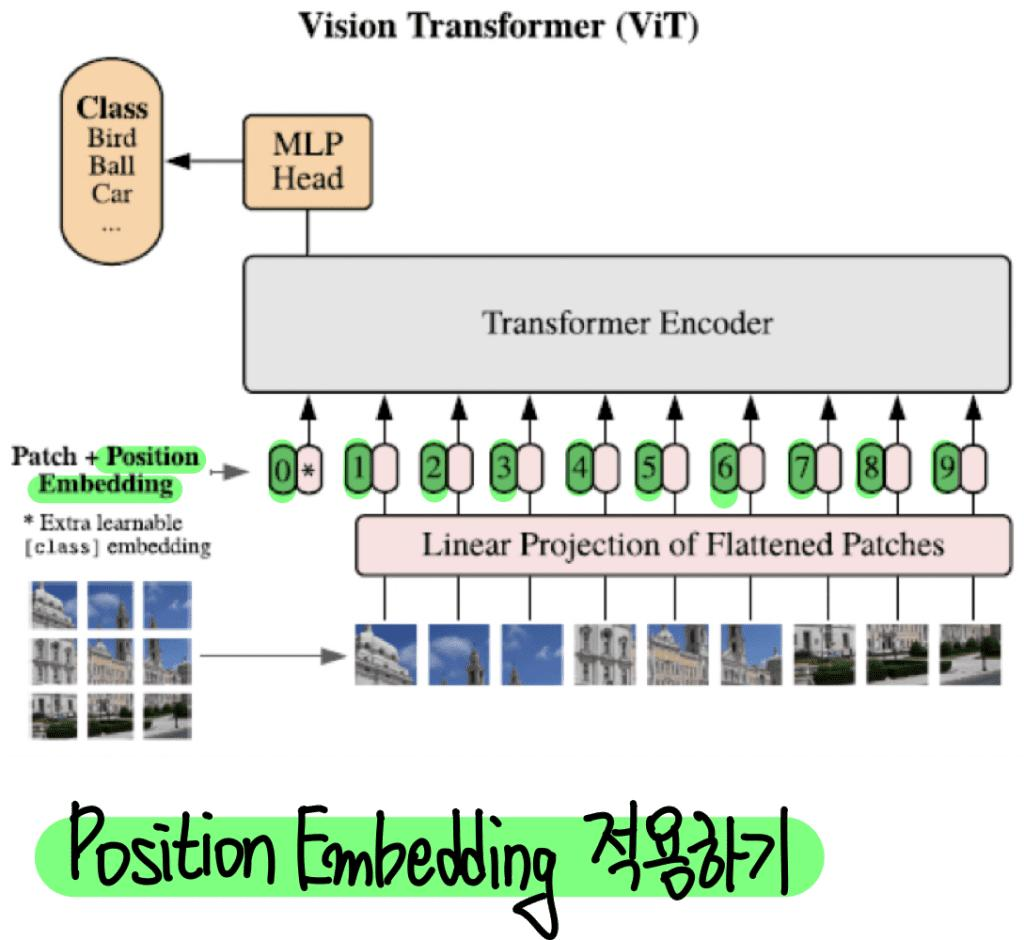 Vision Transformer (ViT)
Class
Bird
Ball
Car
...
MLP
Head
Transformer Encoder
Patch + Position
Embedding
0 * 1 2 3 4 5 6 7 8 9
* Extra learnable
[class] embedding
Linear Projection of Flattened Patches
Position Embedding 적용하기